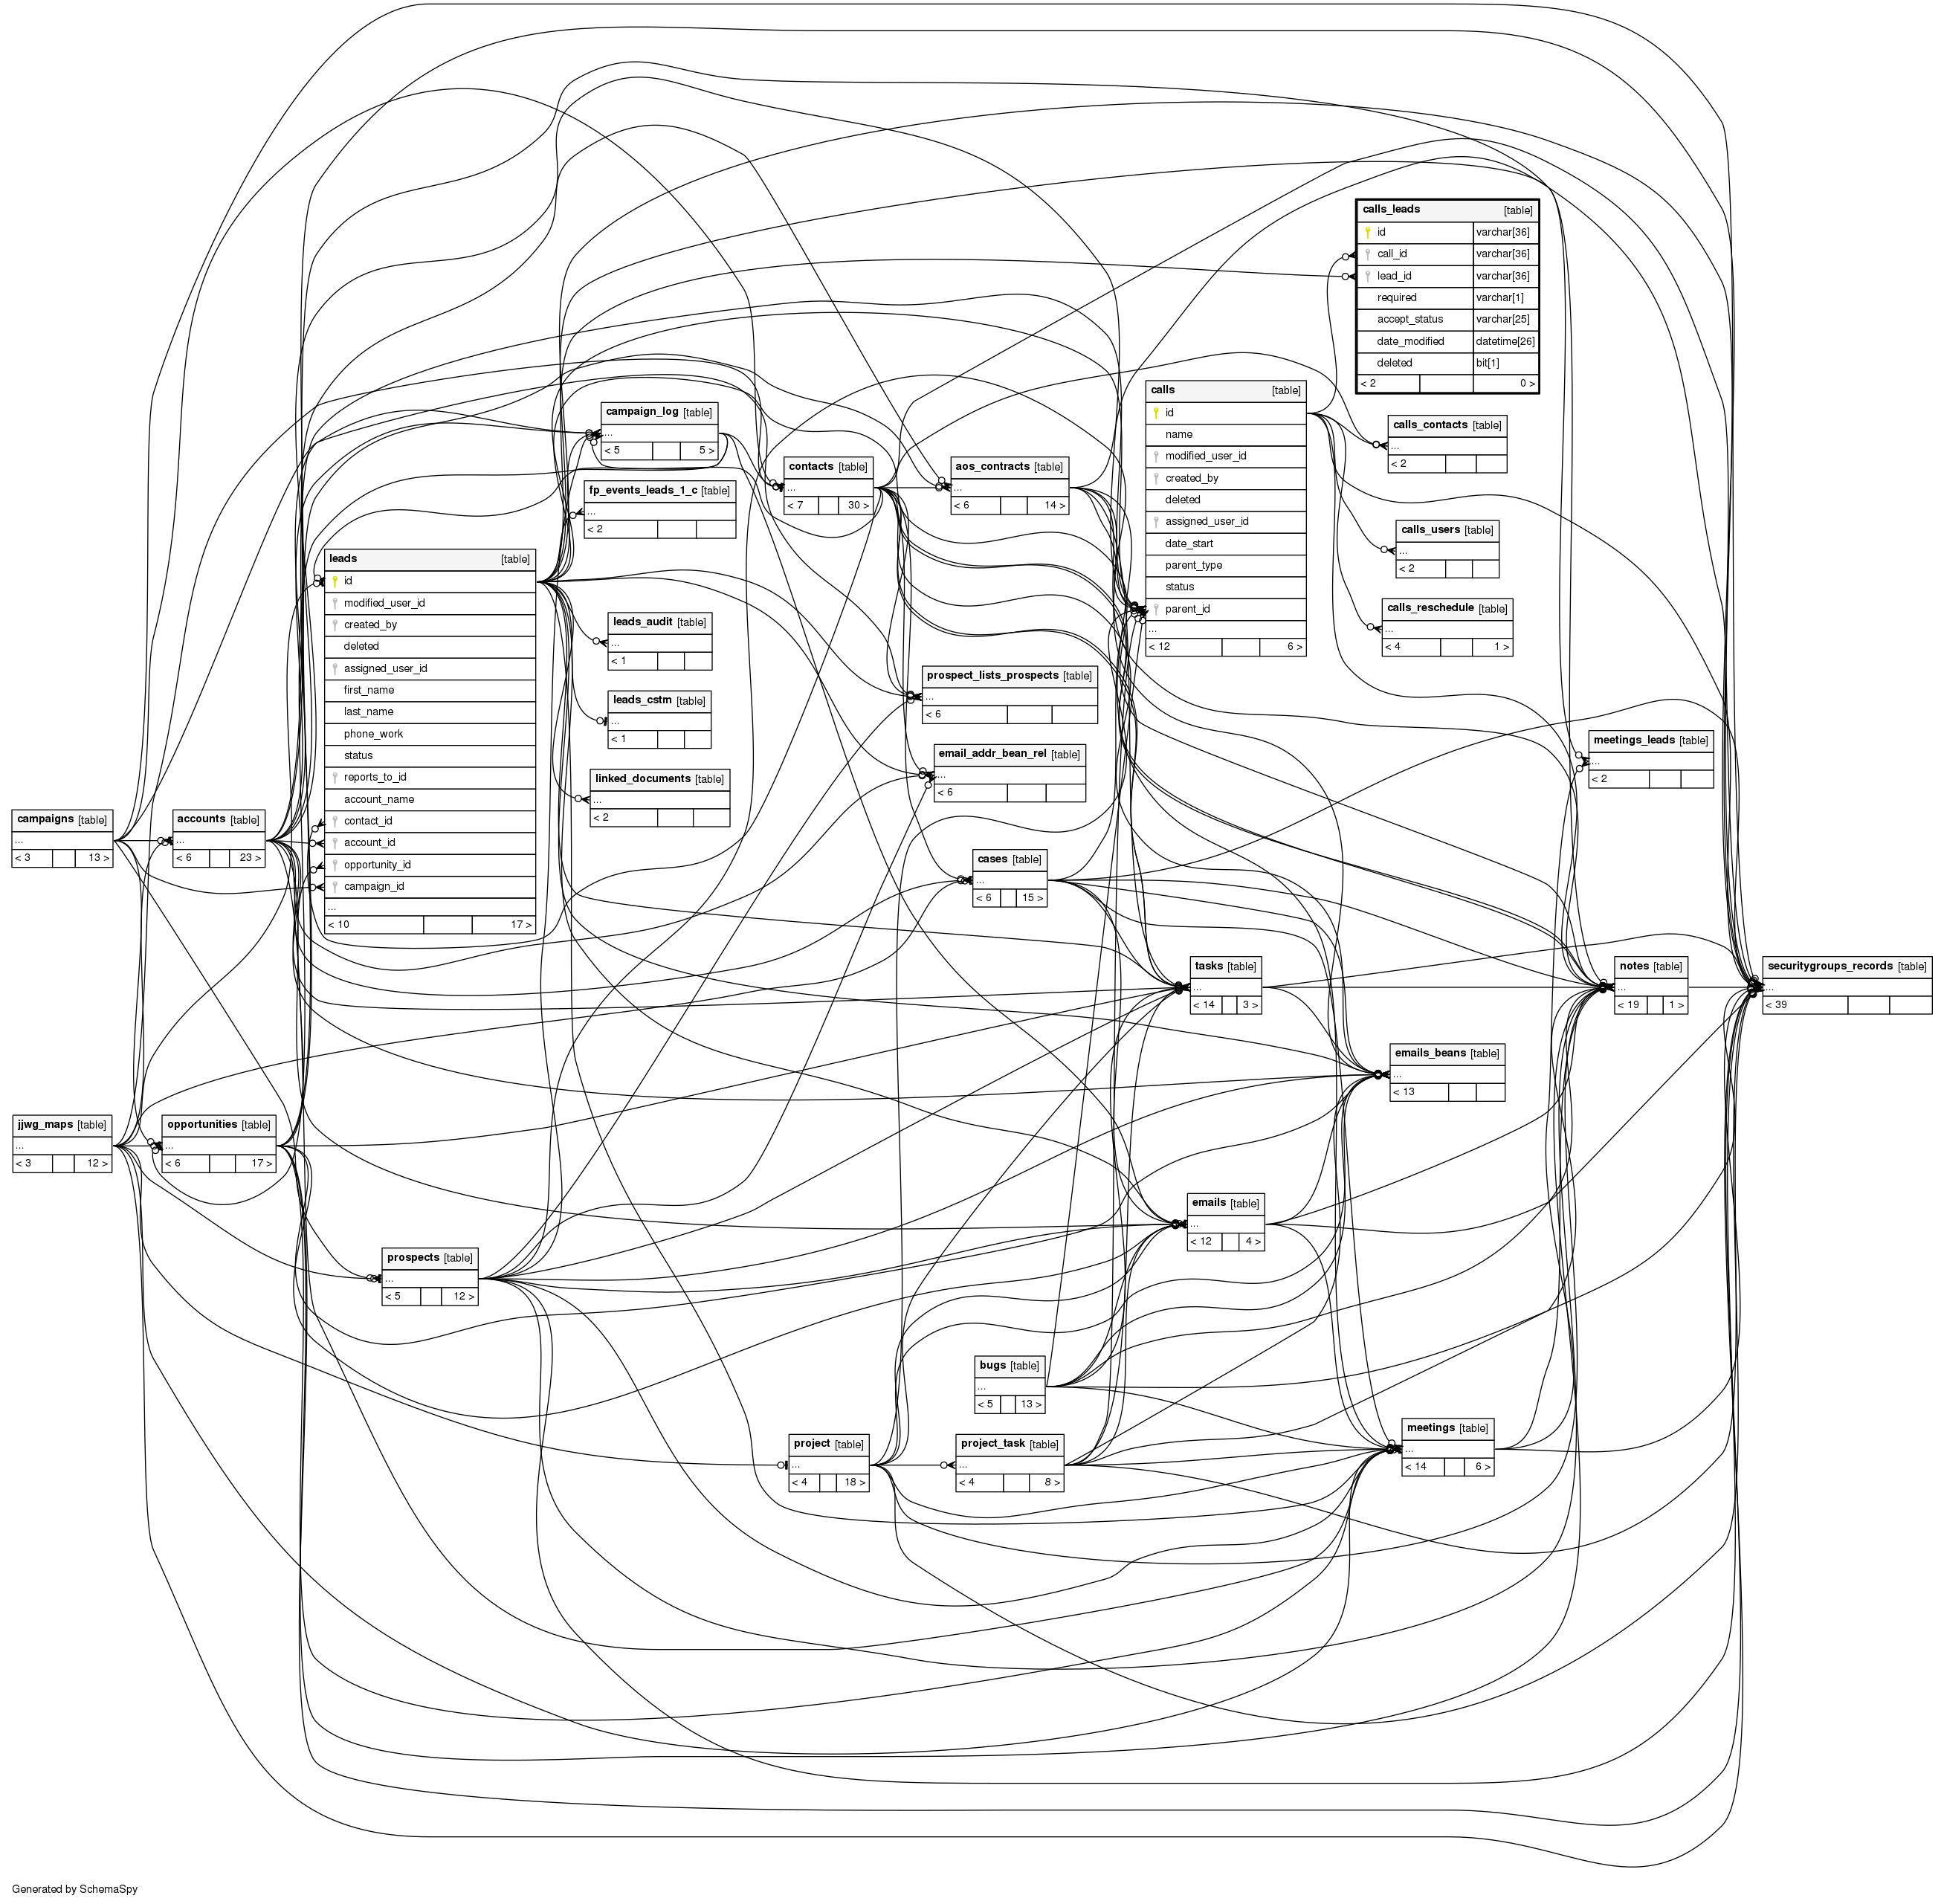 calls_leads [table]
id varchar[36]
call_id varchar[36]
lead_id varchar[36]
required varchar[1]
accept_status varchar[25]
date_modified datetime[26]
deleted bit[1]
< 2 0 >
calls [table]
id
name
modified_user_id
created_by
deleted
assigned_user_id
date_start
parent_type
status
parent_id
...
< 12 6 >
calls_contacts [table]
...
< 2
calls_users [table]
...
< 2
calls_reschedule [table]
...
< 4 1 >
campaign_log [table]
...
< 5 5 >
contacts [table]
...
< 7 30 >
aos_contracts [table]
...
< 6 14 >
fp_events_leads_1_c [table]
...
< 2
leads [table]
id
modified_user_id
created_by
deleted
assigned_user_id
first_name
last_name
phone_work
status
reports_to_id
account_name
contact_id
account_id
opportunity_id
campaign_id
...
< 10 17 >
leads_audit [table]
...
< 1
leads_cstm [table]
...
< 1
linked_documents [table]
...
< 2
prospect_lists_prospects [table]
...
< 6
email_addr_bean_rel [table]
...
< 6
meetings_leads [table]
...
< 2
campaigns [table]
...
< 3 13 >
accounts [table]
...
< 6 23 >
cases [table]
...
< 6 15 >
tasks [table]
...
< 14 3 >
notes [table]
...
< 19 1 >
securitygroups_records [table]
...
< 39
emails_beans [table]
...
< 13
jjwg_maps [table]
...
< 3 12 >
opportunities [table]
...
< 6 17 >
emails [table]
...
< 12 4 >
prospects [table]
...
< 5 12 >
bugs [table]
...
< 5 13 >
project [table]
...
< 4 18 >
project_task [table]
...
< 4 8 >
meetings [table]
...
< 14 6 >
Generated by SchemaSpy